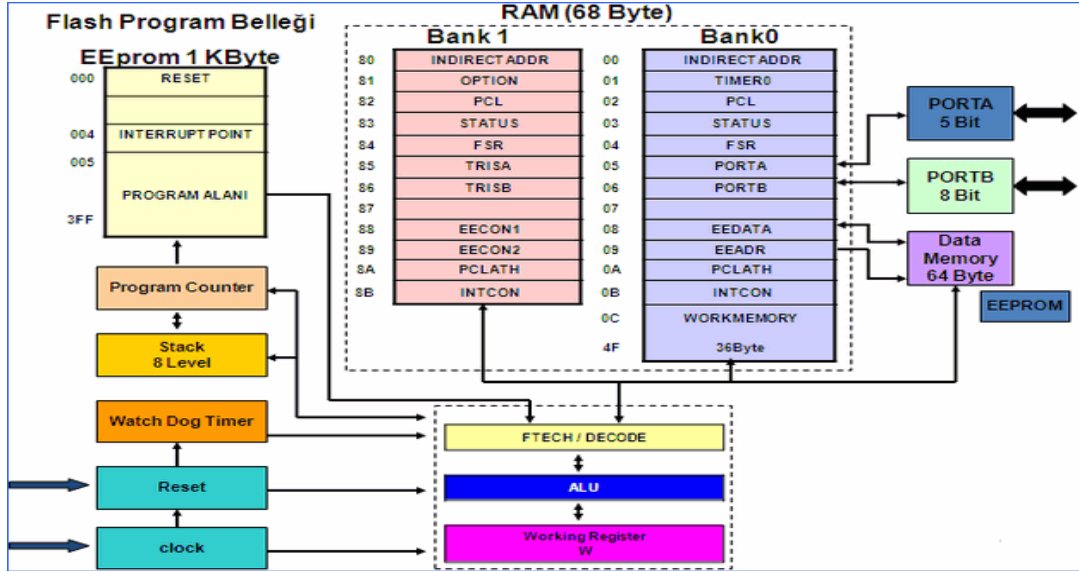 Flash Program Belleği
EEprom 1 KByte
000
RESET
004
INTERRUPT POINT
005
PROGRAM ALANI
3FF
Program Counter
Stack
8 Level
Watch Dog Timer
Reset
clock
RAM (68 Byte)
Bank 1
80 INDIRECT ADDR
81 OPTION
82 PCL
83 STATUS
84 FSR
85 TRISA
86 TRISB
87
88 EECON1
89 EECON2
8A PCLATH
8B INTCON
Bank0
00 INDIRECT ADDR
01 TIMER0
02 PCL
03 STATUS
04 FSR
05 PORTA
06 PORTB
07
08 EEDATA
09 EEADR
0A PCLATH
0B INTCON
0C WORKMEMORY
4F 36Byte
PORTA
5 Bit
PORTB
8 Bit
Data
Memory
64 Byte
EEPROM
FTECH / DECODE
ALU
Working Register
W